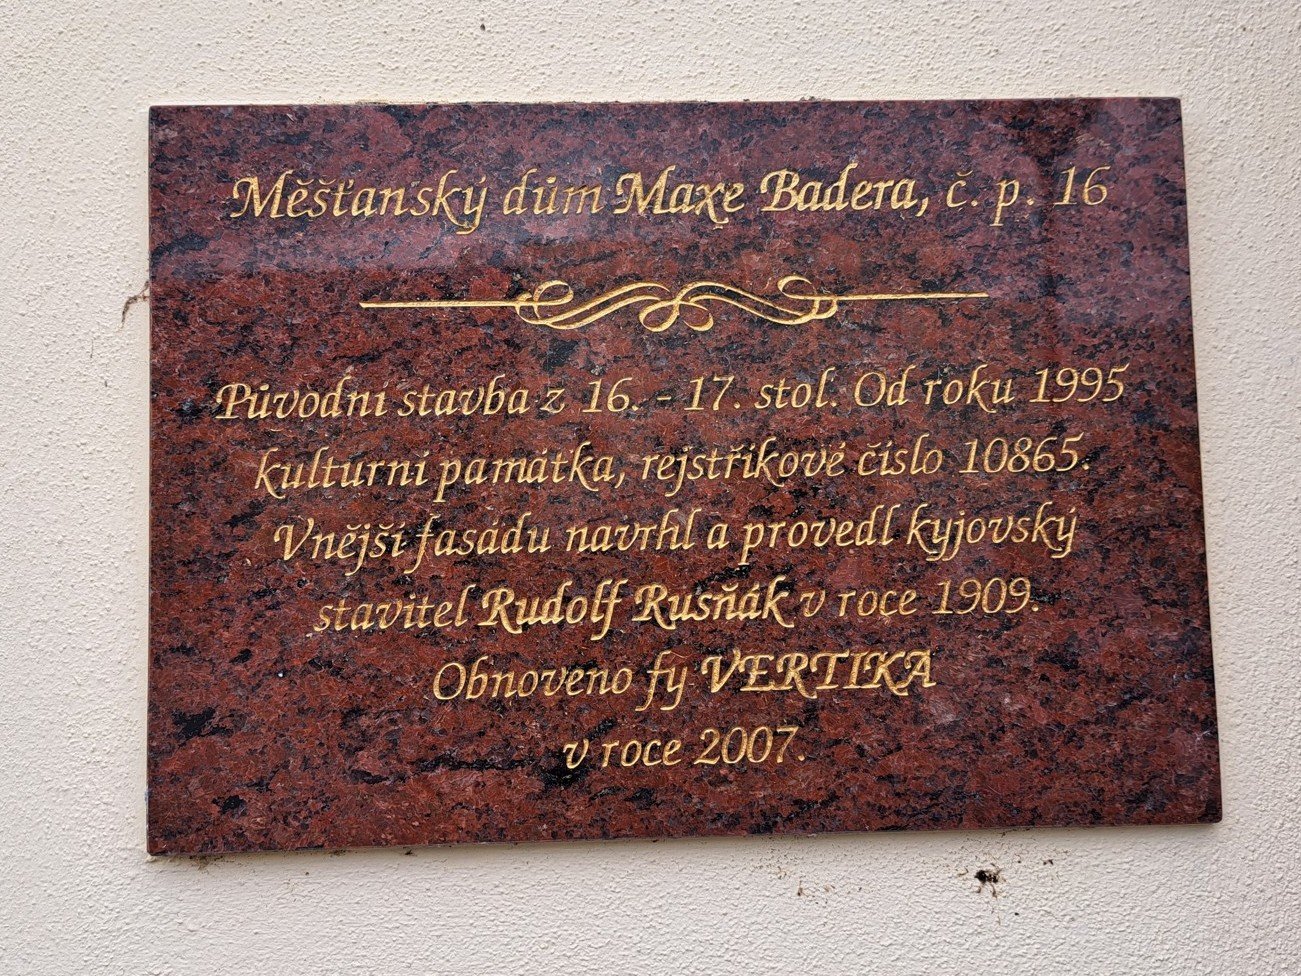 Měšťanský dům Maxe Badera, č. p. 16
Původní stavba z 16. - 17. stol. Od roku 1995
kulturní památka, rejstříkové číslo 10865.
Vnější fasádu navrhl a provedl kyjovský
stavitel Rudolf Rusňák v roce 1909.
Obnoveno fy VERTIKA
v roce 2007.